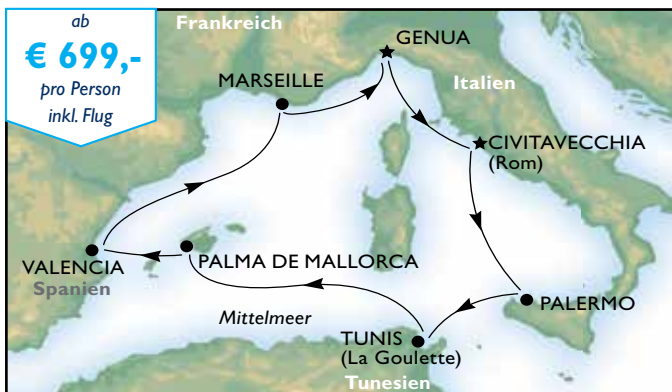 ab
€ 699,-
pro Person
inkl. Flug
Frankreich
GENUA
MARSEILLE
Italien
CIVITAVECCHIA
(Rom)
VALENCIA
Spanien
PALMA DE MALLORCA
PALERMO
Mittelmeer
TUNIS
(La Goulette)
Tunesien